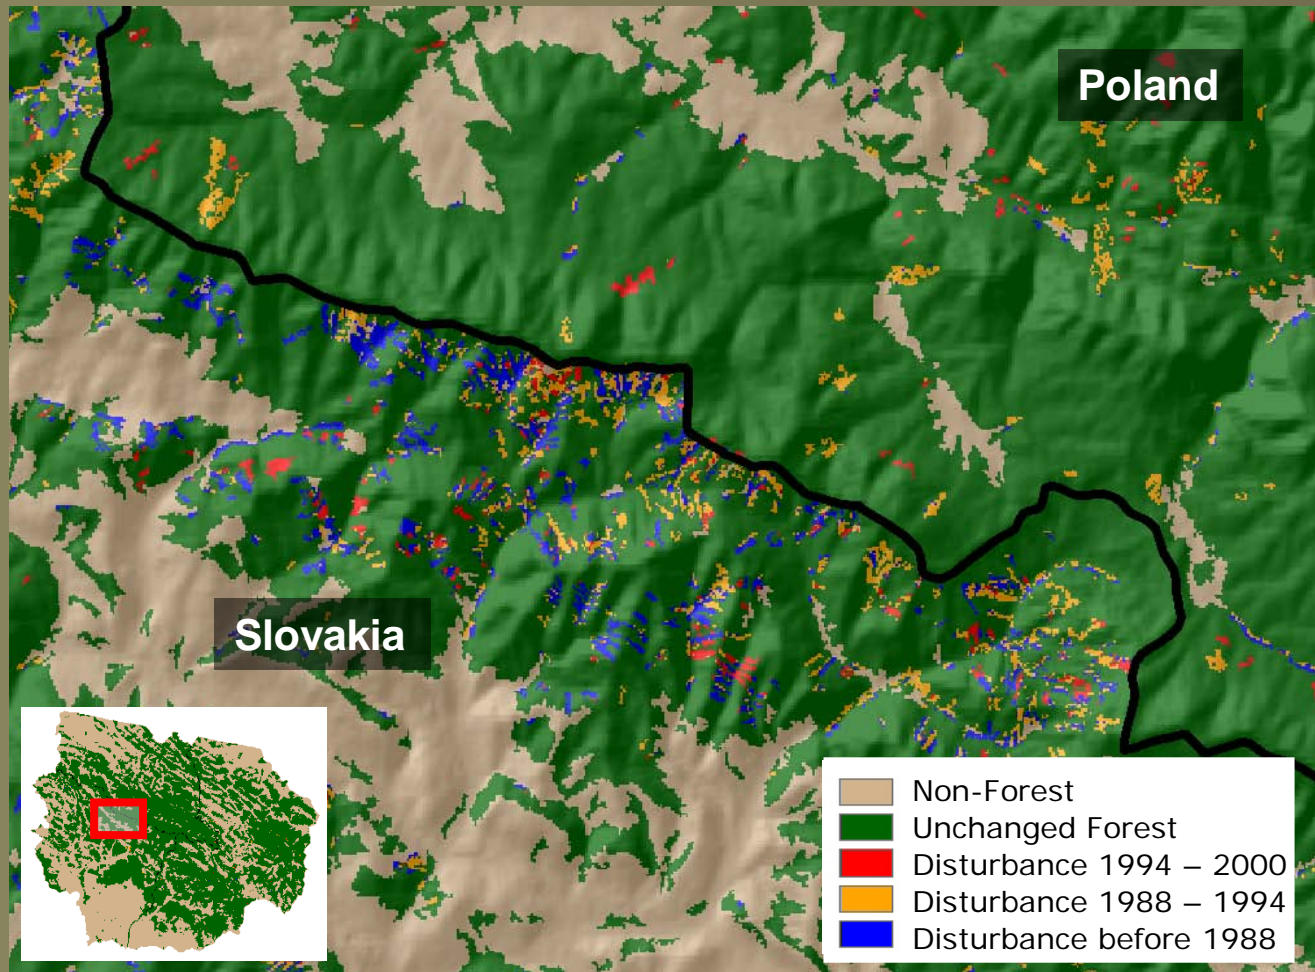 Poland
Slovakia
Non-Forest
Unchanged Forest
Disturbance 1994 – 2000
Disturbance 1988 – 1994
Disturbance before 1988